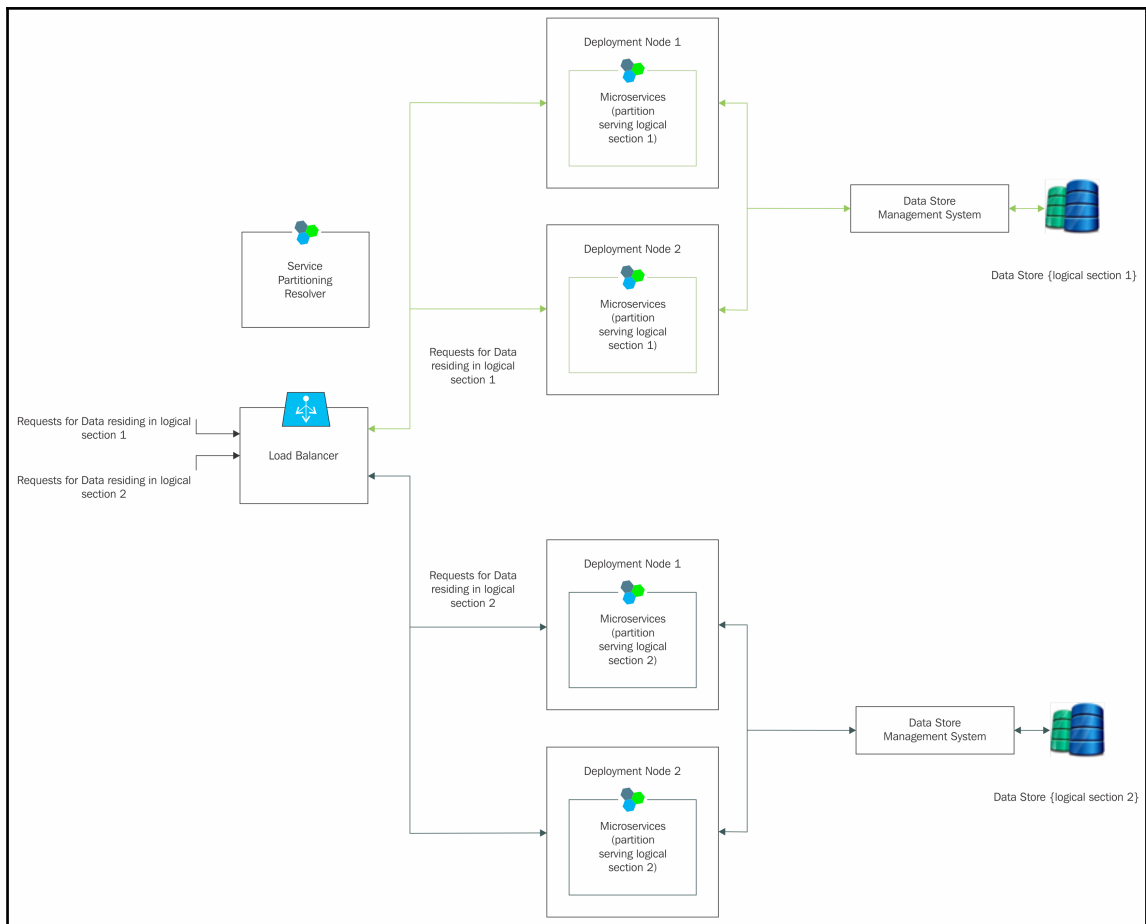 Deployment Node 1
Microservices
(partition
serving logical
section 1)
Data Store
Management System
Data Store {logical section 1}
Deployment Node 2
Microservices
(partition
serving logical
section 1)
Service
Partitioning
Resolver
Requests for Data
residing in logical
section 1
Requests for Data residing in logical
section 1
Load Balancer
Requests for Data residing in logical
section 2
Requests for Data
residing in logical
section 2
Deployment Node 1
Microservices
(partition
serving logical
section 2)
Data Store
Management System
Data Store {logical section 2}
Deployment Node 2
Microservices
(partition
serving logical
section 2)